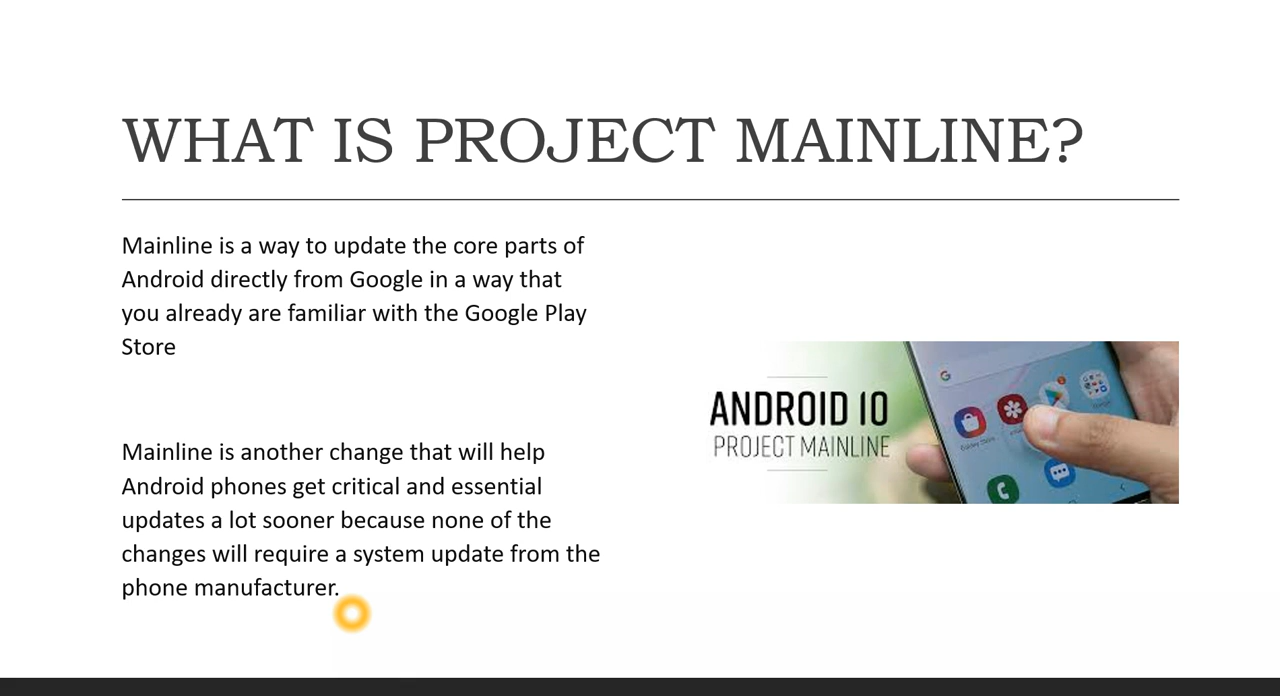 WHAT IS PROJECT MAINLINE?
Mainline is a way to update the core parts of
Android directly from Google in a way that
you already are familiar with the Google Play
Store
Mainline is another change that will help
Android phones get critical and essential
updates a lot sooner because none of the
changes will require a system update from the
phone manufacturer.
ANDROID 10
PROJECT MAINLINE